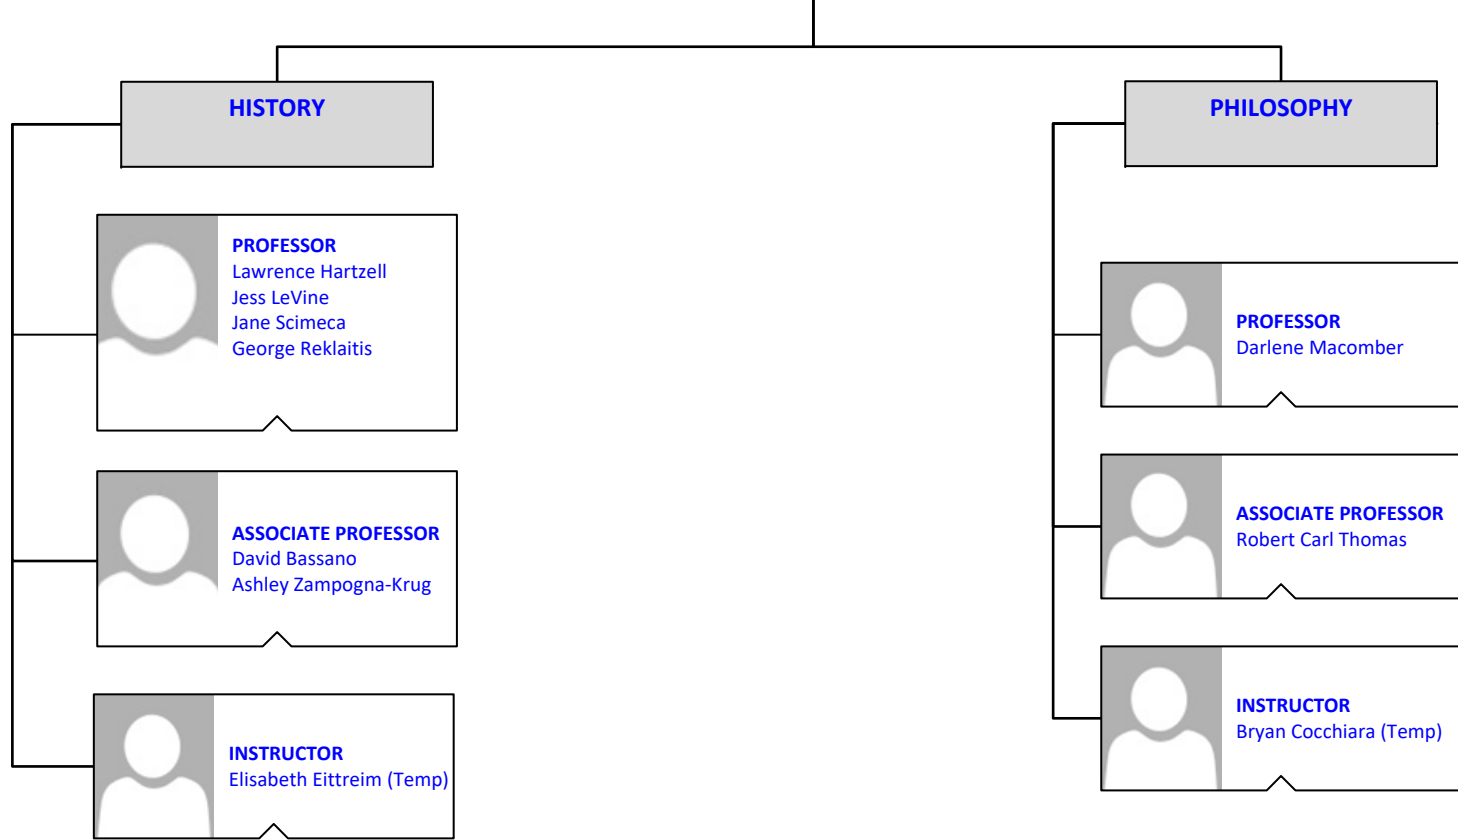 HISTORY
PROFESSOR
Lawrence Hartzell
Jess LeVine
Jane Scimeca
George Reklaitis
ASSOCIATE PROFESSOR
David Bassano
Ashley Zampogna-Krug
INSTRUCTOR
Elisabeth Eittreim (Temp)
PHILOSOPHY
PROFESSOR
Darlene Macomber
ASSOCIATE PROFESSOR
Robert Carl Thomas
INSTRUCTOR
Bryan Cocchiara (Temp)